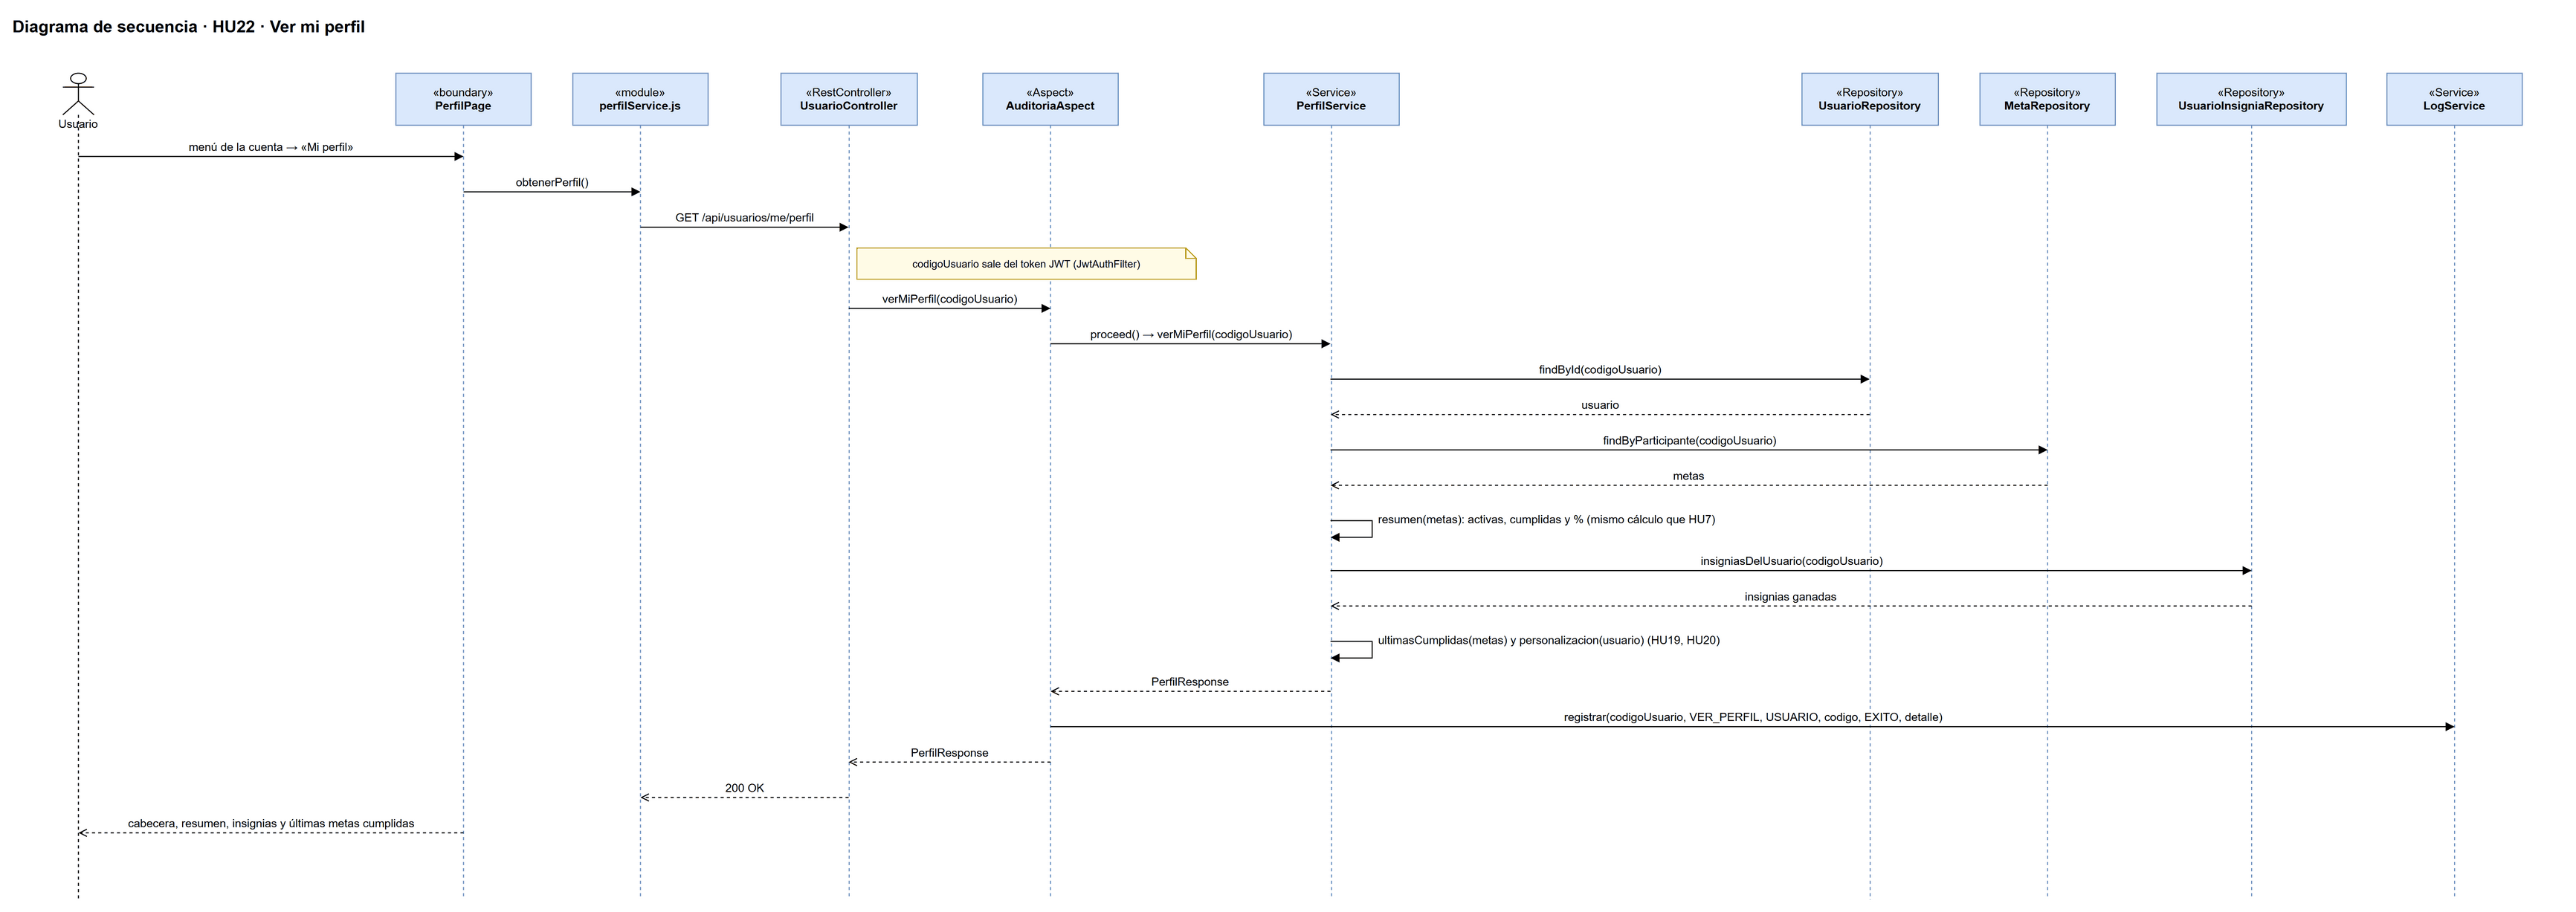 Diagrama de secuencia · HU22 · Ver mi perfil
Usuario
«boundary»
PerfilPage
«module»
perfilService.js
«RestController»
UsuarioController
«Aspect»
AuditoriaAspect
«Service»
PerfilService
«Repository»
UsuarioRepository
«Repository»
MetaRepository
«Repository»
UsuarioInsigniaRepository
«Service»
LogService
menú de la cuenta → «Mi perfil»
obtenerPerfil()
GET /api/usuarios/me/perfil
codigoUsuario sale del token JWT (JwtAuthFilter)
verMiPerfil(codigoUsuario)
proceed() → verMiPerfil(codigoUsuario)
findById(codigoUsuario)
usuario
findByParticipante(codigoUsuario)
metas
resumen(metas): activas, cumplidas y % (mismo cálculo que HU7)
insigniasDelUsuario(codigoUsuario)
insignias ganadas
ultimasCumplidas(metas) y personalizacion(usuario) (HU19, HU20)
PerfilResponse
registrar(codigoUsuario, VER_PERFIL, USUARIO, codigo, EXITO, detalle)
PerfilResponse
200 OK
cabecera, resumen, insignias y últimas metas cumplidas